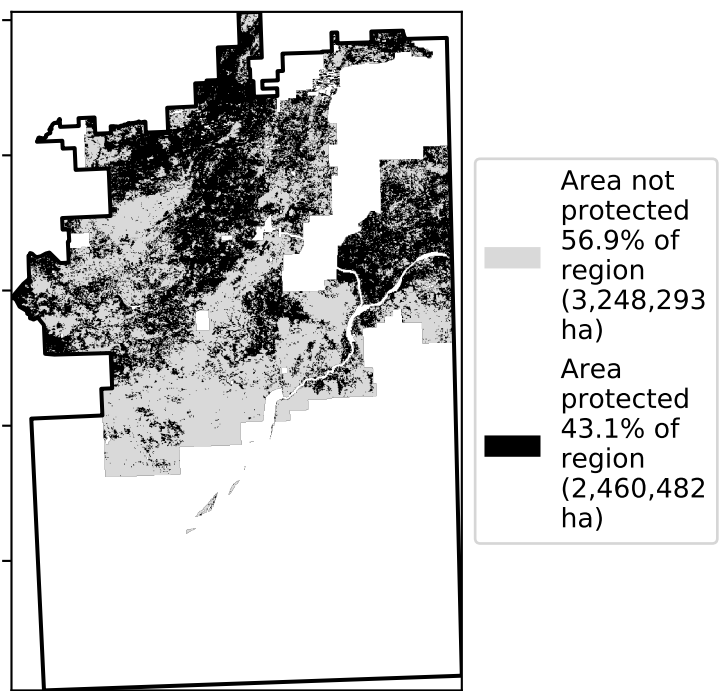 Area not
protected
56.9% of
region
(3,248,293
ha)
Area
protected
43.1% of
region
(2,460,482
ha)